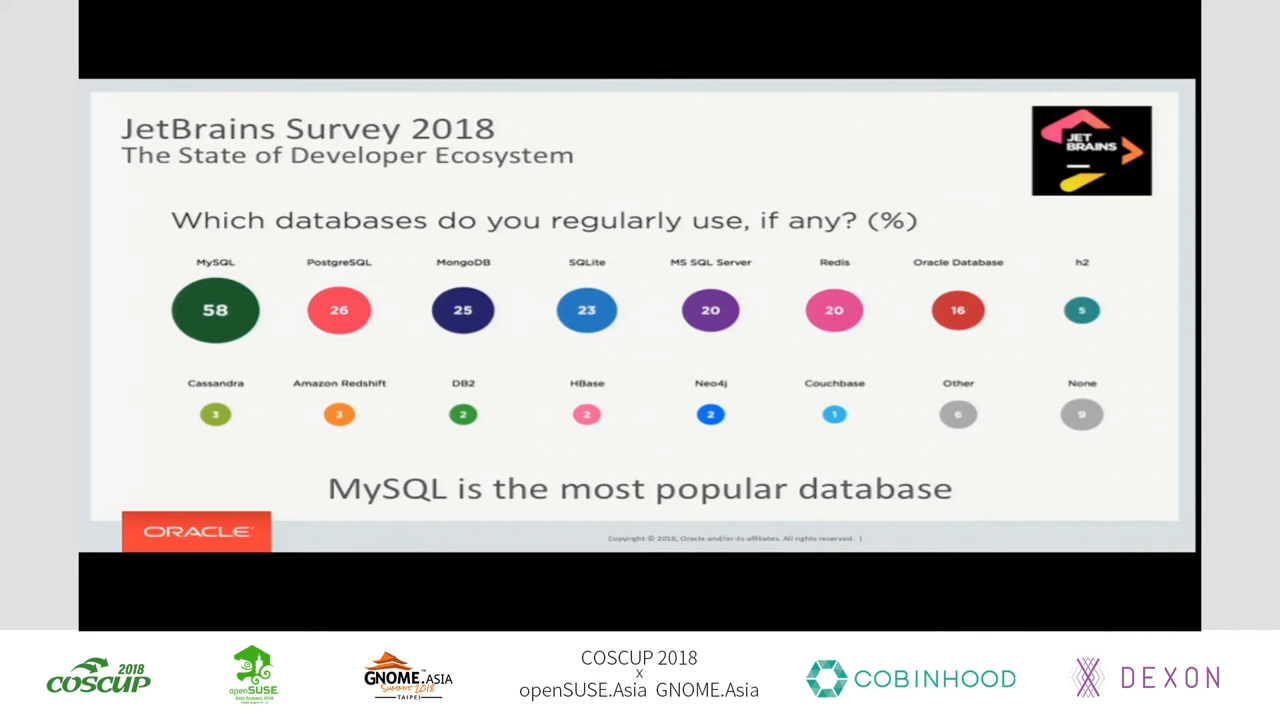 JetBrains Survey 2018
The State of Developer Ecosystem
JET
BRAINS
Which databases do you regularly use, if any? (%)
MySQL PostgreSQL MongoDB SQLite MS SQL Server Redis Oracle Database h2
58 26 25 23 20 20 16 5
Cassandra Amazon Redshift DB2 HBase Neo4j Couchbase Other None
3 3 2 2 2 1 6 9
MySQL is the most popular database
ORACLE
Copyright © 2018, Oracle and/or its affiliates. All rights reserved. |
2018
COSCUP
openSUSE
GNOME.ASIA
SUMMIT 2018
TAIPEI
COSCUP 2018
x
openSUSE.Asia GNOME.Asia
COBINHOOD
DEXON